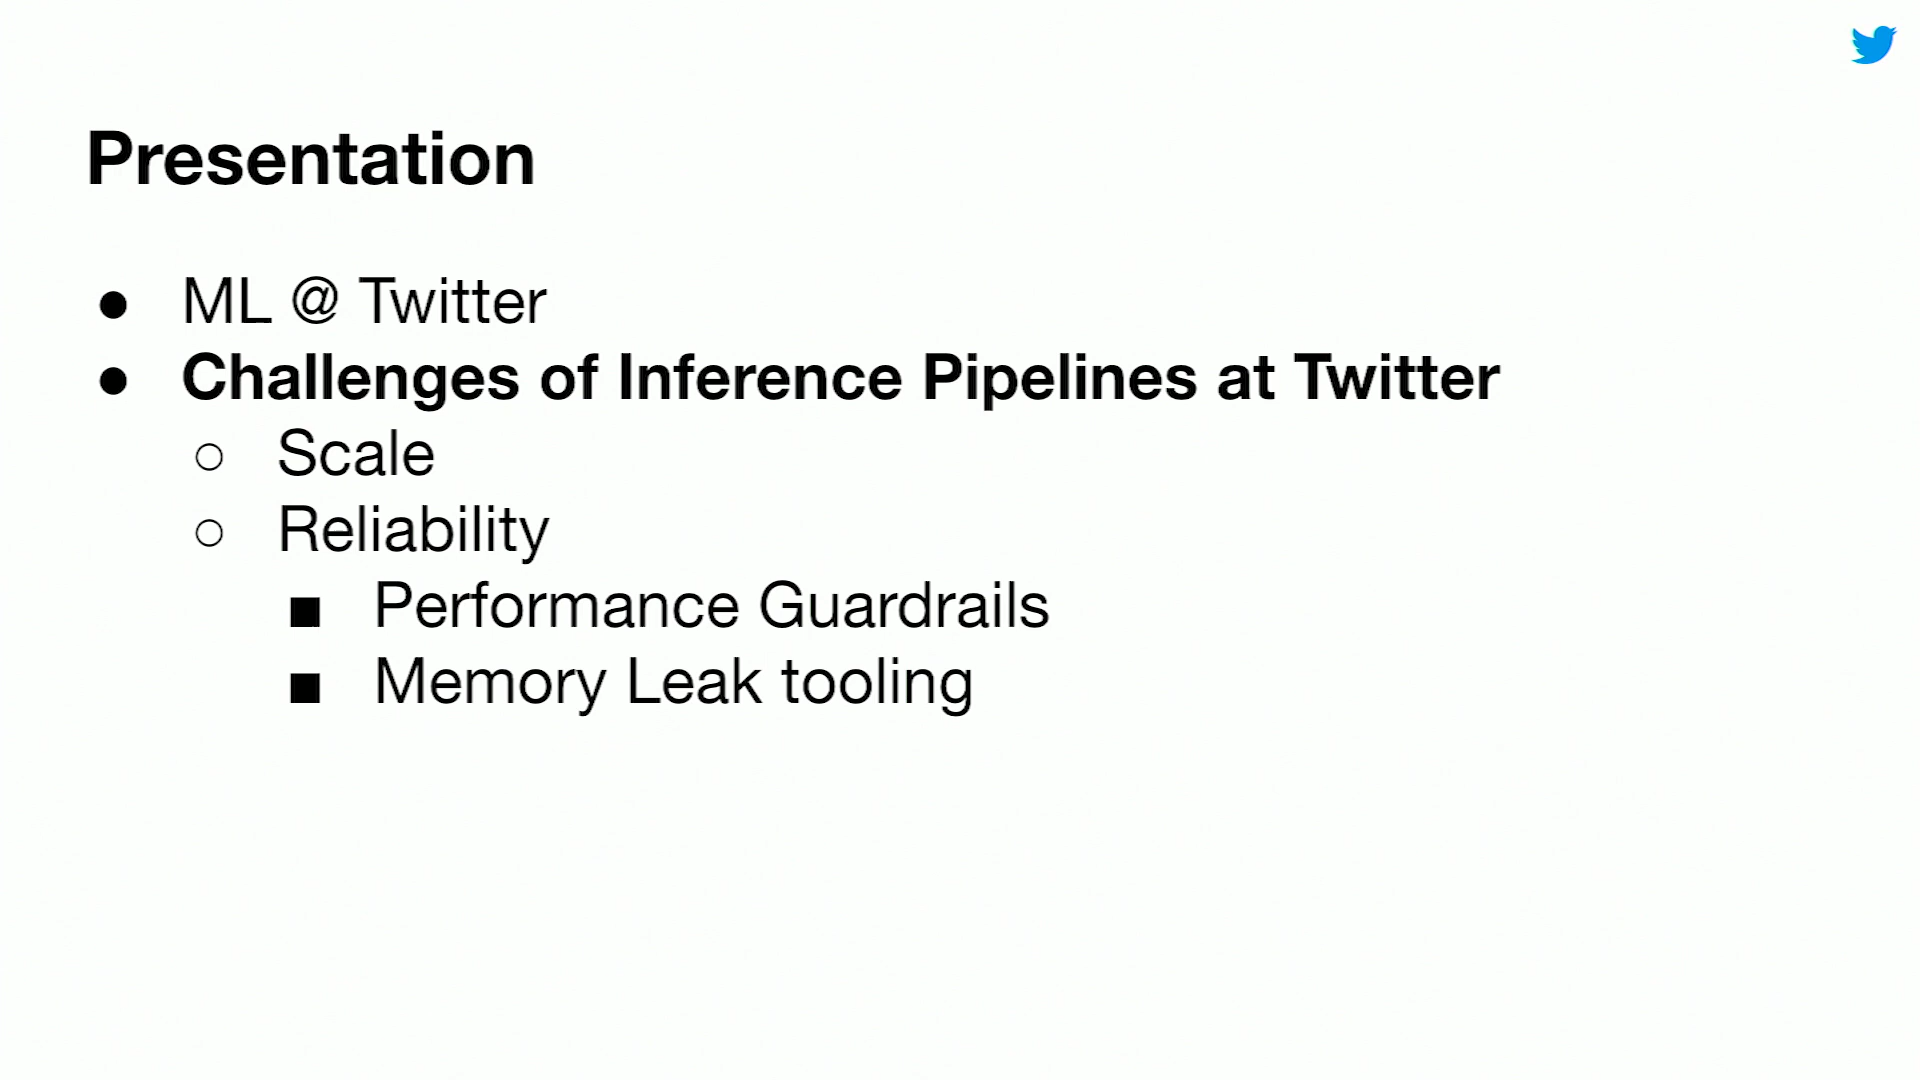 Presentation
● ML @ Twitter
● Challenges of Inference Pipelines at Twitter
○ Scale
○ Reliability
■ Performance Guardrails
■ Memory Leak tooling